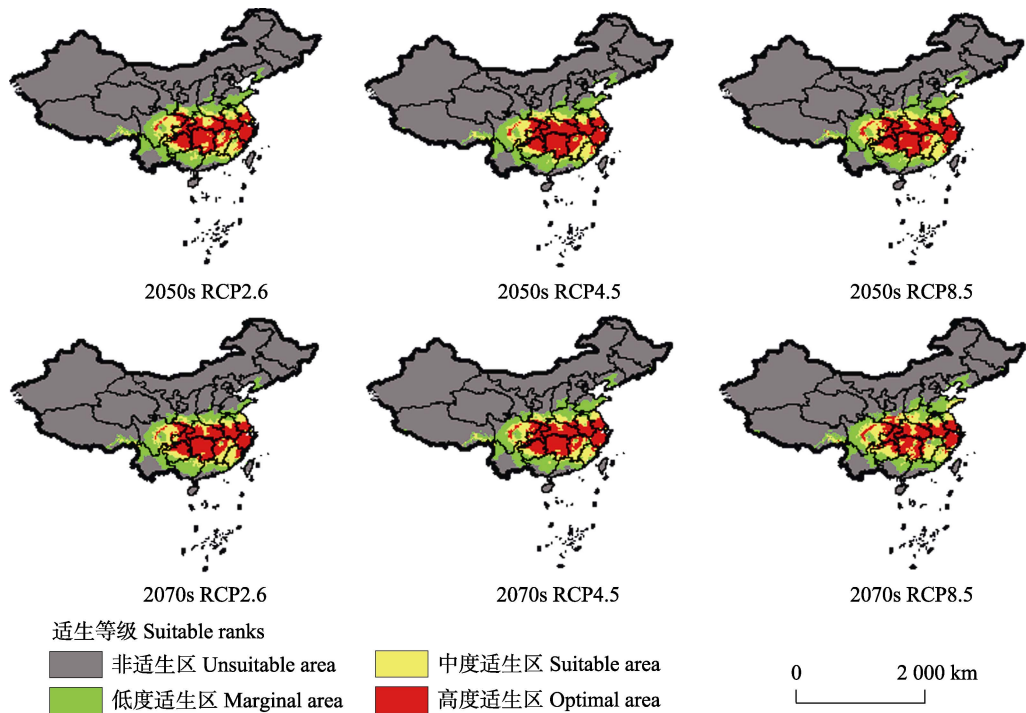 2050s RCP2.6
2050s RCP4.5
2050s RCP8.5
2070s RCP2.6
2070s RCP4.5
2070s RCP8.5
适生等级 Suitable ranks
非适生区 Unsuitable area
中度适生区 Suitable area
低度适生区 Marginal area
高度适生区 Optimal area
0 2 000 km